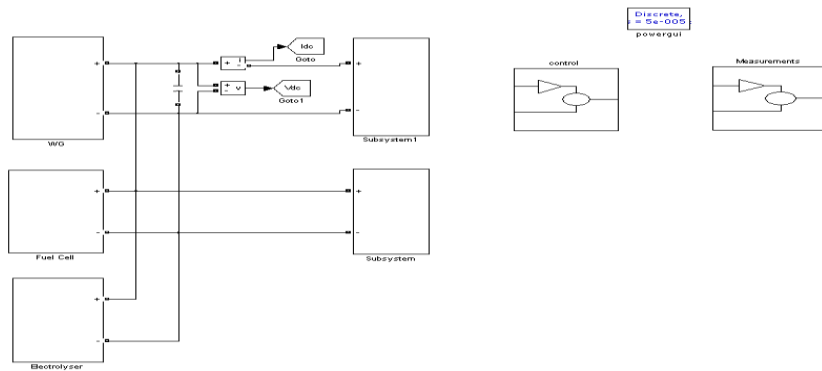 Discrete,
s = 5e-005
powergui
Idc
Goto
+ i
-
+ v
-
Vdc
Goto1
+
-
WG
+
-
Subsystem1
control
Measurements
+
-
Fuel Cell
+
-
Subsystem
+
-
Electrolyser